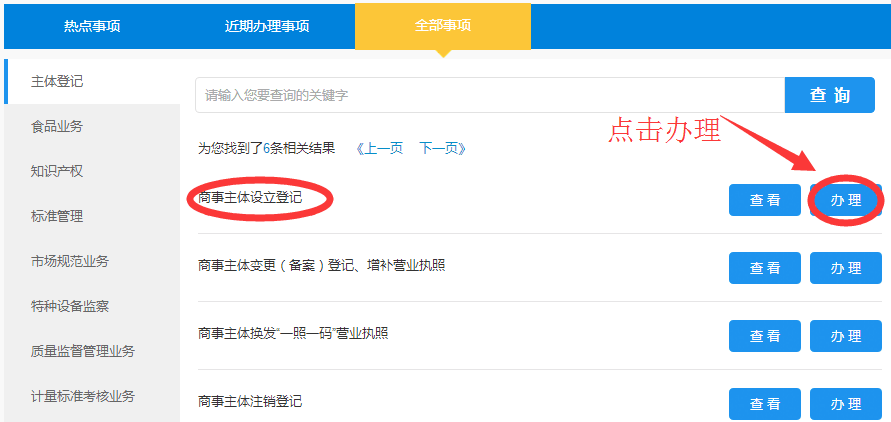 热点事项 近期办理事项 全部事项
主体登记
食品业务
知识产权
标准管理
市场规范业务
特种设备监察
质量监督管理业务
计量标准考核业务
请输入您要查询的关键字 查 询
点击办理
为您找到了6条相关结果 《上一页 下一页》
商事主体设立登记 查 看 办 理
商事主体变更（备案）登记、增补营业执照 查 看 办 理
商事主体换发“一照一码”营业执照 查 看 办 理
商事主体注销登记 查 看 办 理